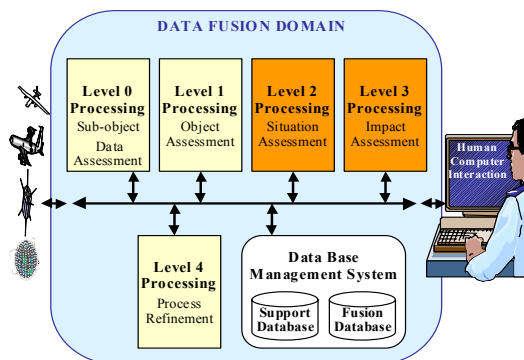 DATA FUSION DOMAIN
Level 0
Processing
Sub-object
Data
Assessment
Level 1
Processing
Object
Assessment
Level 2
Processing
Situation
Assessment
Level 3
Processing
Impact
Assessment
Human
Computer
Interaction
Level 4
Processing
Process
Refinement
Data Base
Management System
Support
Database
Fusion
Database